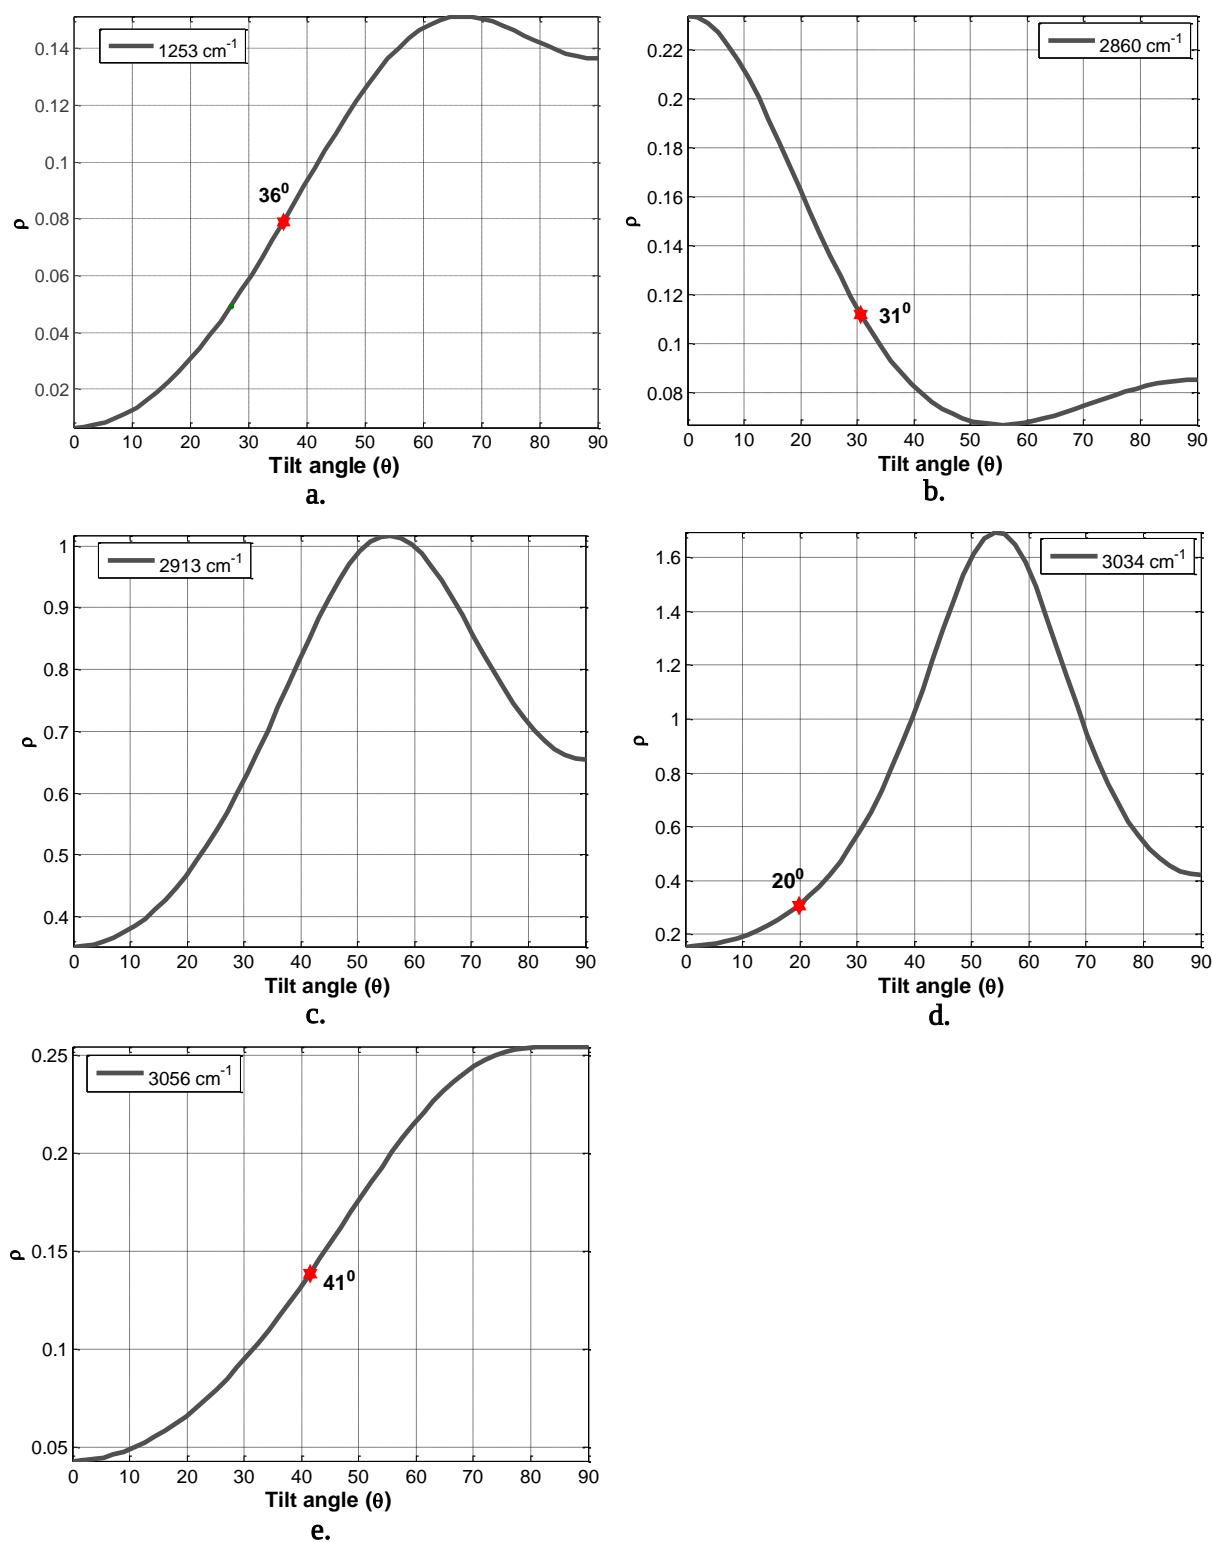 1253 cm-1
0.14
0.12
0.1
0.08
0.06
0.04
0.02
ρ
36⁰
0 10 20 30 40 50 60 70 80 90
Tilt angle (θ)
a.
2860 cm-1
0.22
0.2
0.18
0.16
0.14
0.12
0.1
0.08
ρ
31⁰
0 10 20 30 40 50 60 70 80 90
Tilt angle (θ)
b.
2913 cm-1
1
0.9
0.8
0.7
0.6
0.5
0.4
ρ
0 10 20 30 40 50 60 70 80 90
Tilt angle (θ)
c.
3034 cm-1
1.6
1.4
1.2
1
0.8
0.6
0.4
0.2
ρ
20⁰
0 10 20 30 40 50 60 70 80 90
Tilt angle (θ)
d.
3056 cm-1
0.25
0.2
0.15
0.1
0.05
ρ
41⁰
0 10 20 30 40 50 60 70 80 90
Tilt angle (θ)
e.